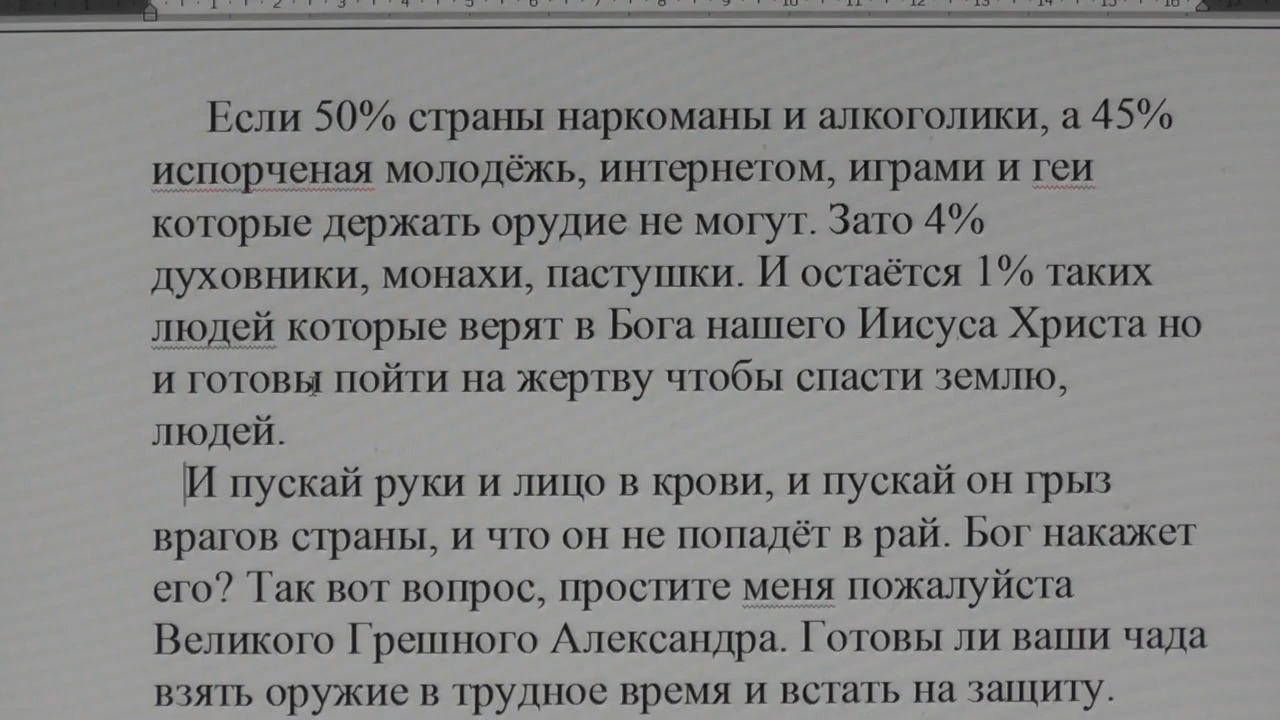 Если 50% страны наркоманы и алкоголики, а 45%
испорченая молодёжь, интернетом, играми и геи
которые держать орудие не могут. Зато 4%
духовники, монахи, пастушки. И остаётся 1% таких
людей которые верят в Бога нашего Иисуса Христа но
и готовы пойти на жертву чтобы спасти землю,
людей.
И пускай руки и лицо в крови, и пускай он грыз
врагов страны, и что он не попадёт в рай. Бог накажет
его? Так вот вопрос, простите меня пожалуйста
Великого Грешного Александра. Готовы ли ваши чада
взять оружие в трудное время и встать на защиту.